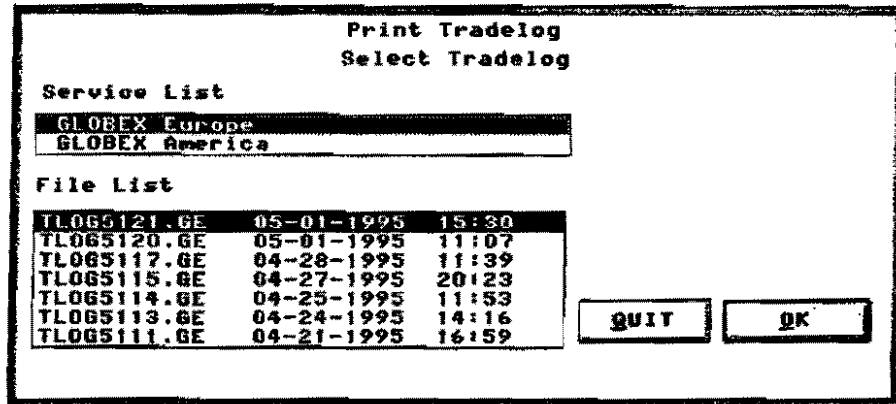 Print Tradelog
Select Tradelog
Service List
GLOBEX Europe
GLOBEX America
File List
TLOG5121.GE 05-01-1995 15:30
TLOG5120.GE 05-01-1995 11:07
TLOG5117.GE 04-28-1995 11:39
TLOG5115.GE 04-27-1995 20:23
TLOG5114.GE 04-25-1995 11:53
TLOG5113.GE 04-24-1995 14:16
TLOG5111.GE 04-21-1995 16:59
QUIT OK